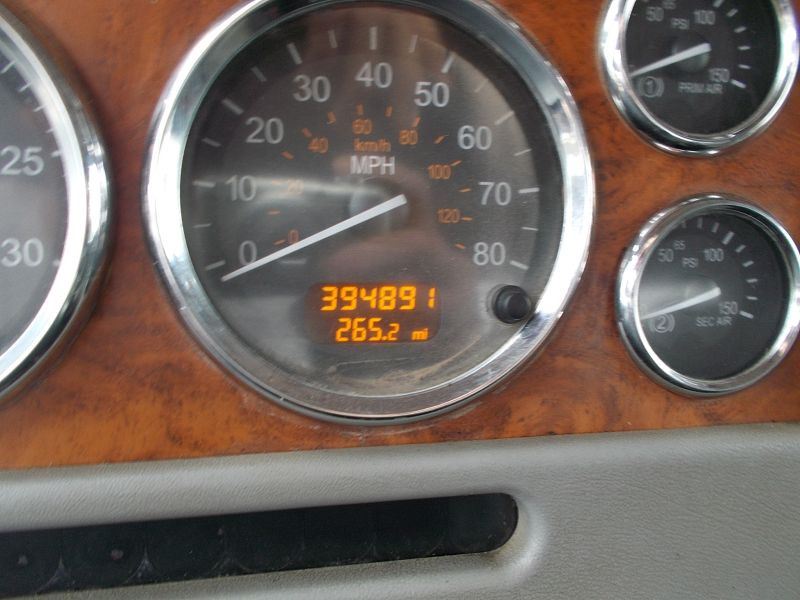 25
30
0 10 20 30 40 50 60 70 80
0 20 40 60 80 100 120
km/h
MPH
394891
265.2 mi
50 65 100 150
PSI
1
PRIM AIR
50 65 100 150
PSI
2
SEC AIR